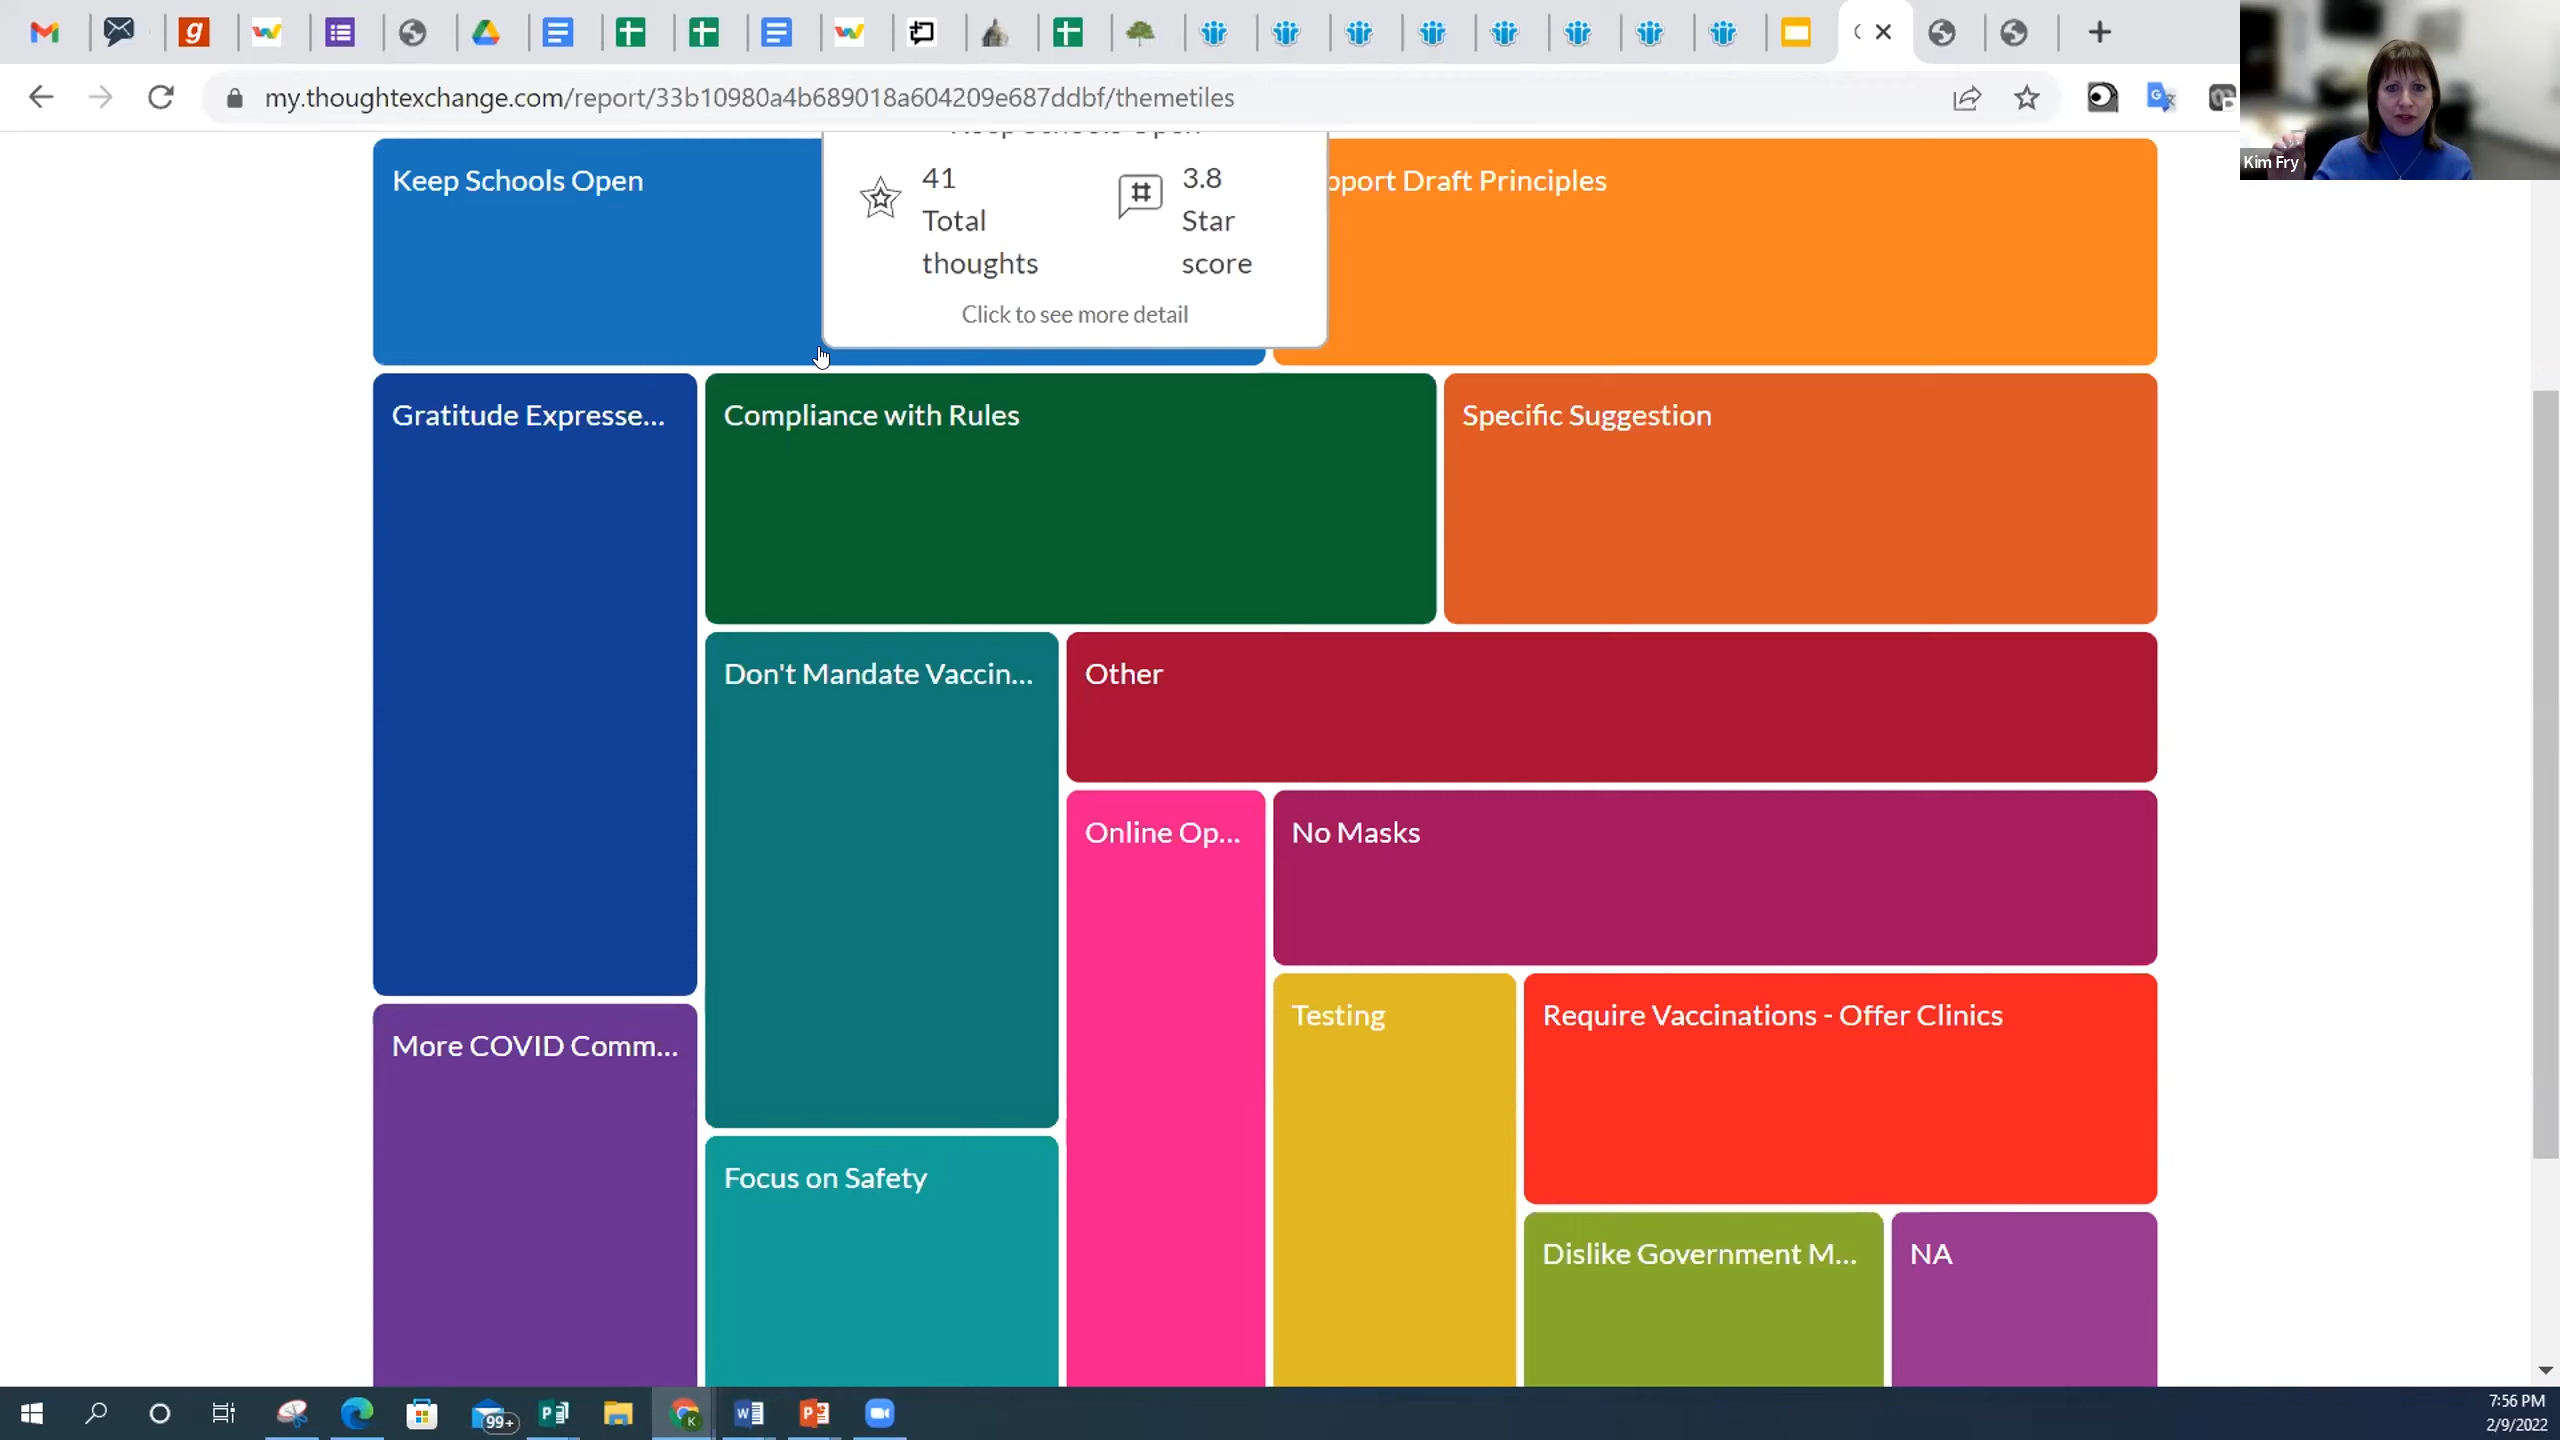 my.thoughtexchange.com/report/33b10980a4b689018a604209e687ddbf/themetiles
Kim Fry
Keep Schools Open
Keep Schools Open
41
Total
thoughts
3.8
Star
score
Click to see more detail
pport Draft Principles
Gratitude Expresse...
Compliance with Rules
Specific Suggestion
Don't Mandate Vaccin...
Other
Online Op...
No Masks
Testing
Require Vaccinations - Offer Clinics
More COVID Comm...
Focus on Safety
Dislike Government M...
NA
99+
7:56 PM
2/9/2022